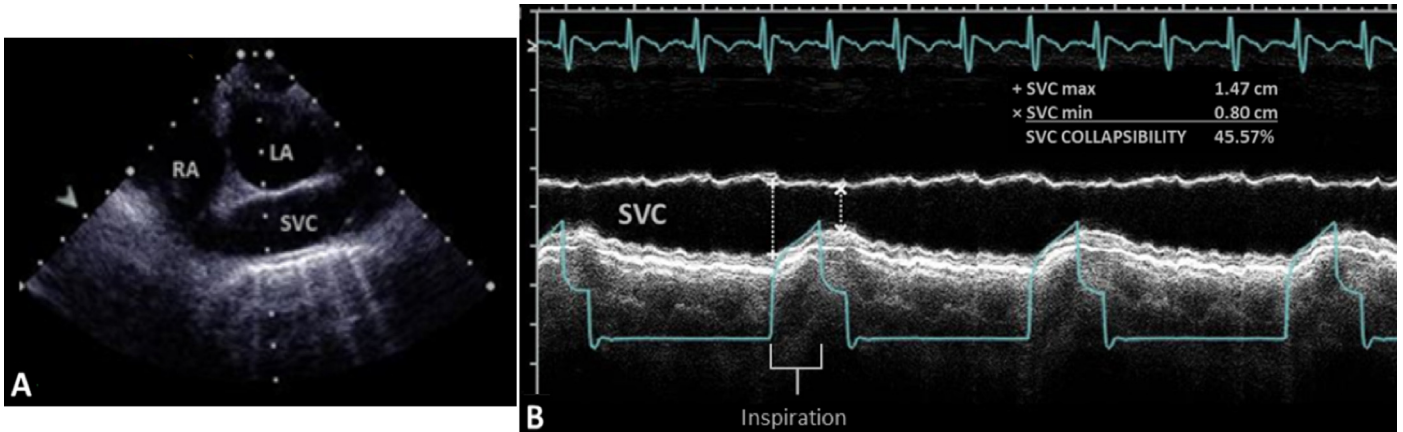 RA
LA
SVC
A
+ SVC max 1.47 cm
× SVC min 0.80 cm
SVC COLLAPSIBILITY 45.57%
SVC
Inspiration
B